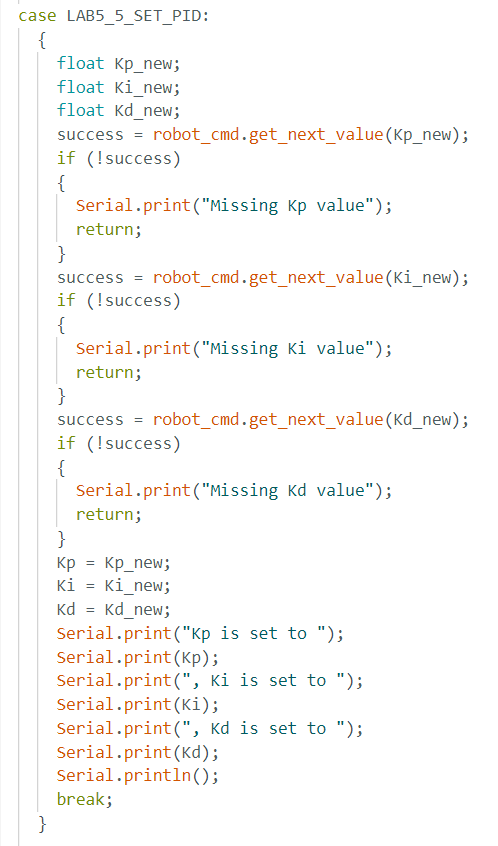 case LAB5_5_SET_PID:
{
float Kp_new;
float Ki_new;
float Kd_new;
success = robot_cmd.get_next_value(Kp_new);
if (!success)
{
Serial.print("Missing Kp value");
return;
}
success = robot_cmd.get_next_value(Ki_new);
if (!success)
{
Serial.print("Missing Ki value");
return;
}
success = robot_cmd.get_next_value(Kd_new);
if (!success)
{
Serial.print("Missing Kd value");
return;
}
Kp = Kp_new;
Ki = Ki_new;
Kd = Kd_new;
Serial.print("Kp is set to ");
Serial.print(Kp);
Serial.print(", Ki is set to ");
Serial.print(Ki);
Serial.print(", Kd is set to ");
Serial.print(Kd);
Serial.println();
break;
}